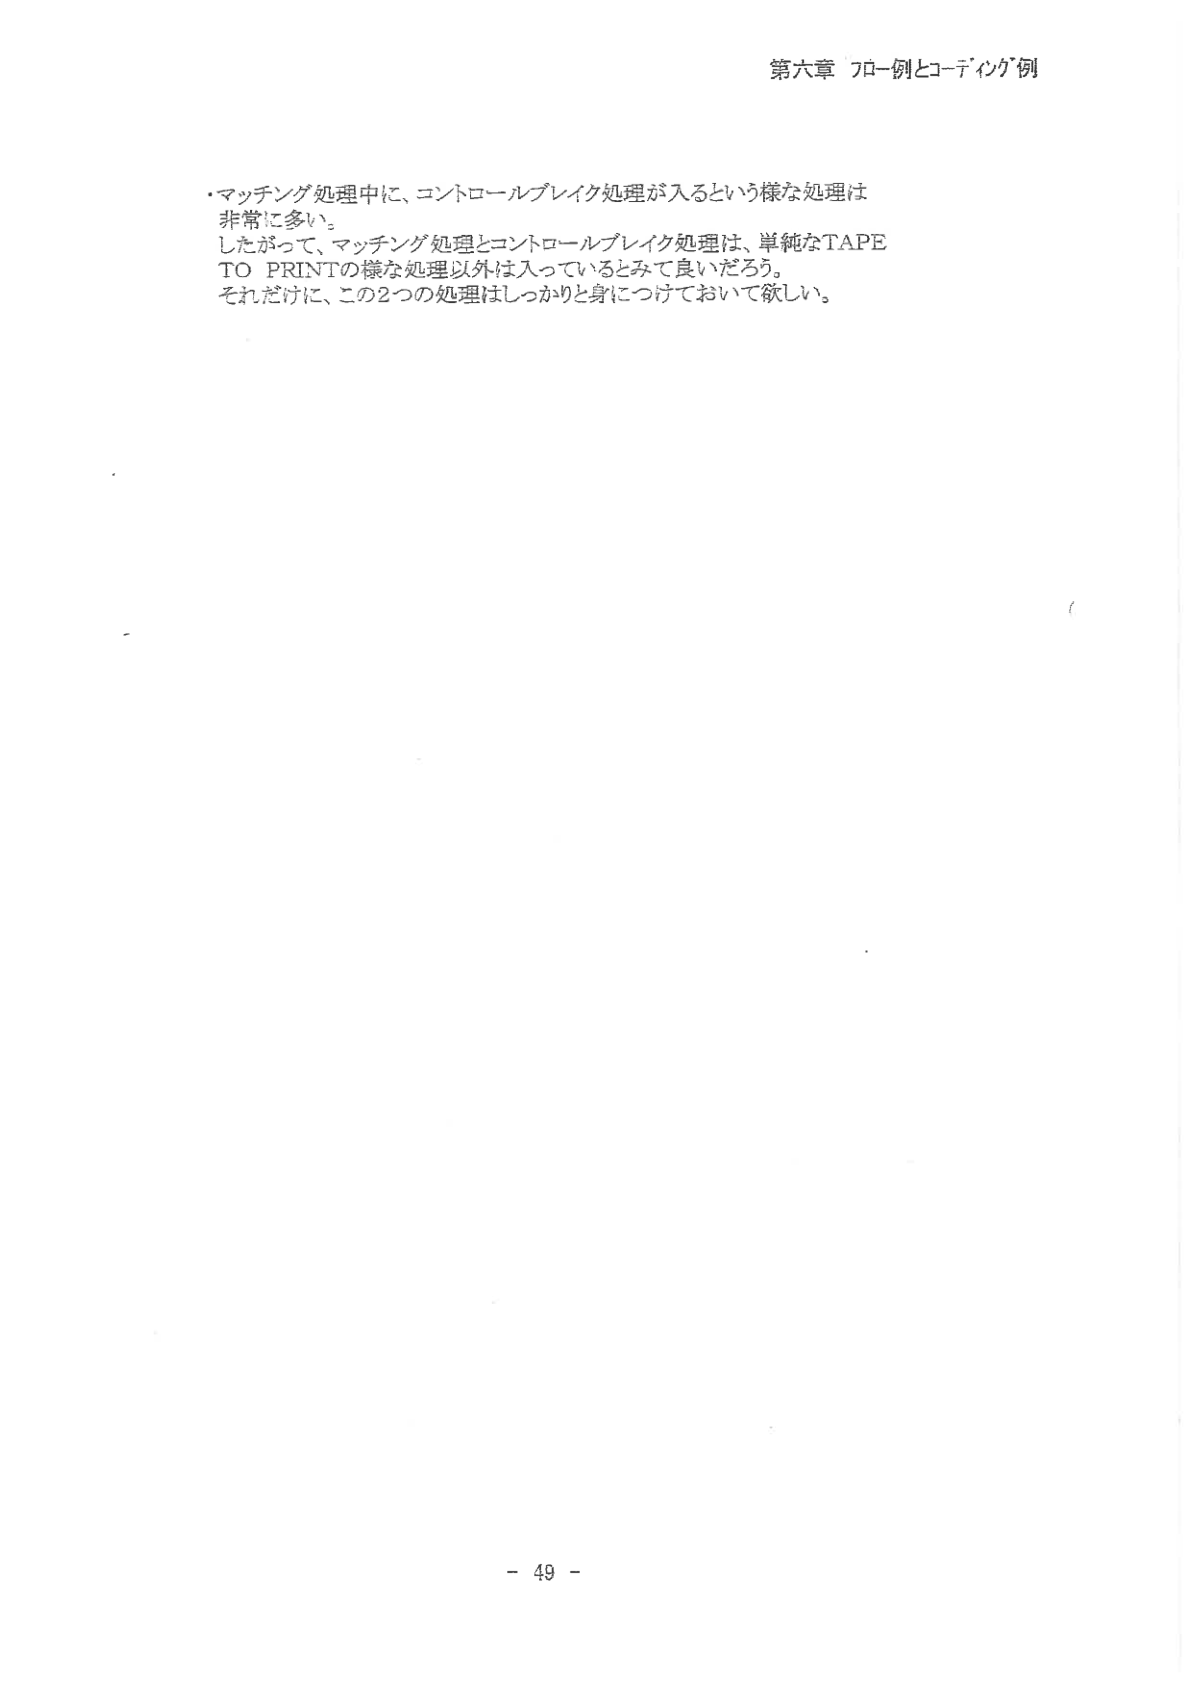 第六章 ﾌﾛｰ例とｺｰﾃﾞｨﾝｸﾞ例
・マッチング処理中に、コントロールブレイク処理が入るという様な処理は
非常に多い。
したがって、マッチング処理とコントロールブレイク処理は、単純なTAPE
TO PRINTの様な処理以外は入っているとみて良いだろう。
それだけに、この2つの処理はしっかりと身につけておいて欲しい。
- 49 -